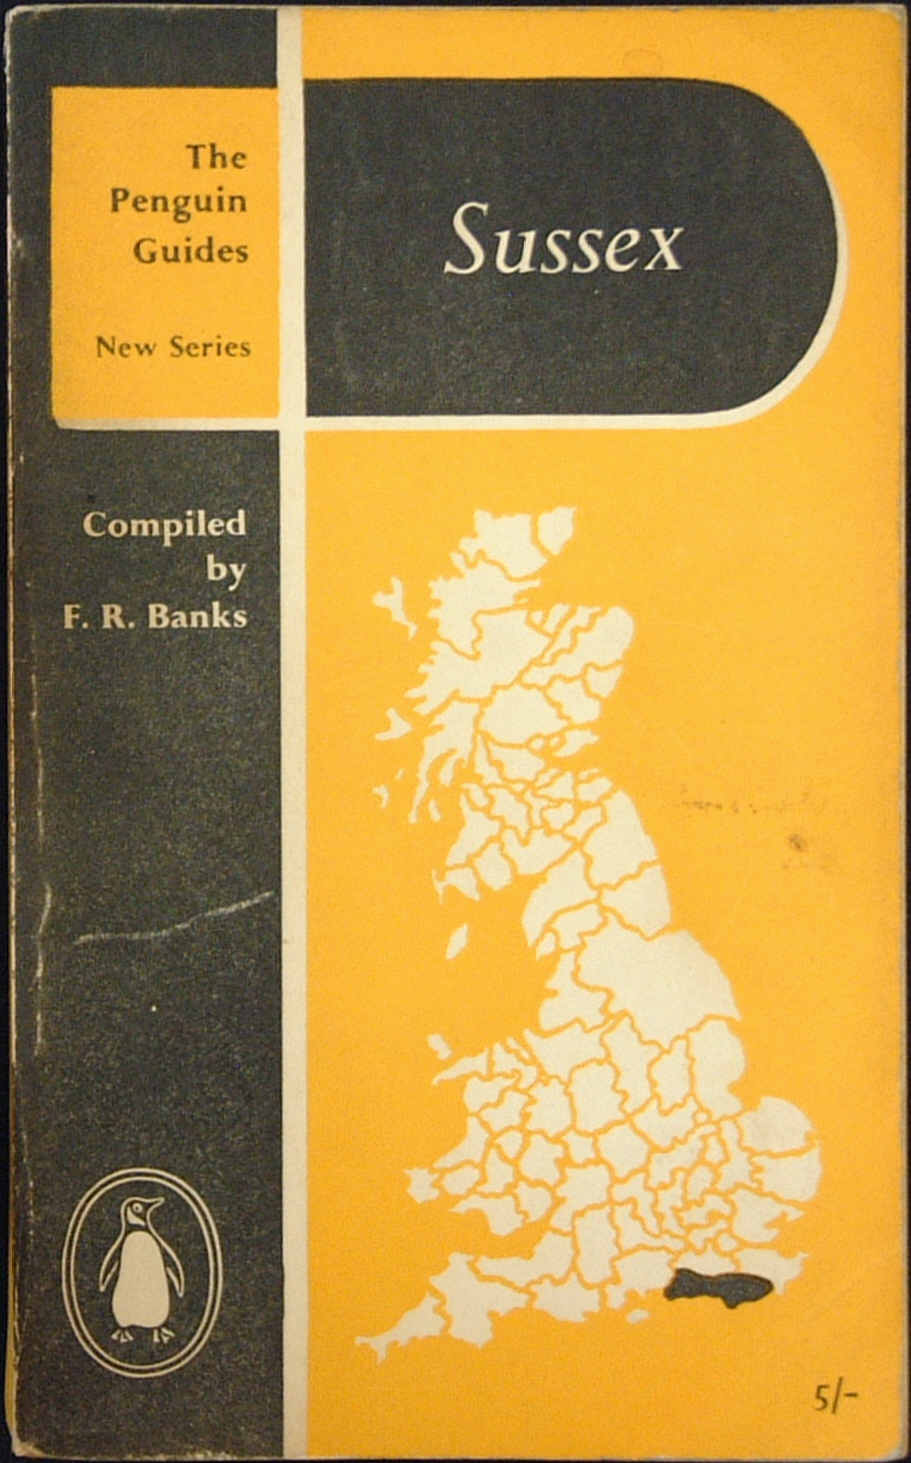 The
Penguin
Guides
New Series
Sussex
Compiled
by
F. R. Banks
5/-